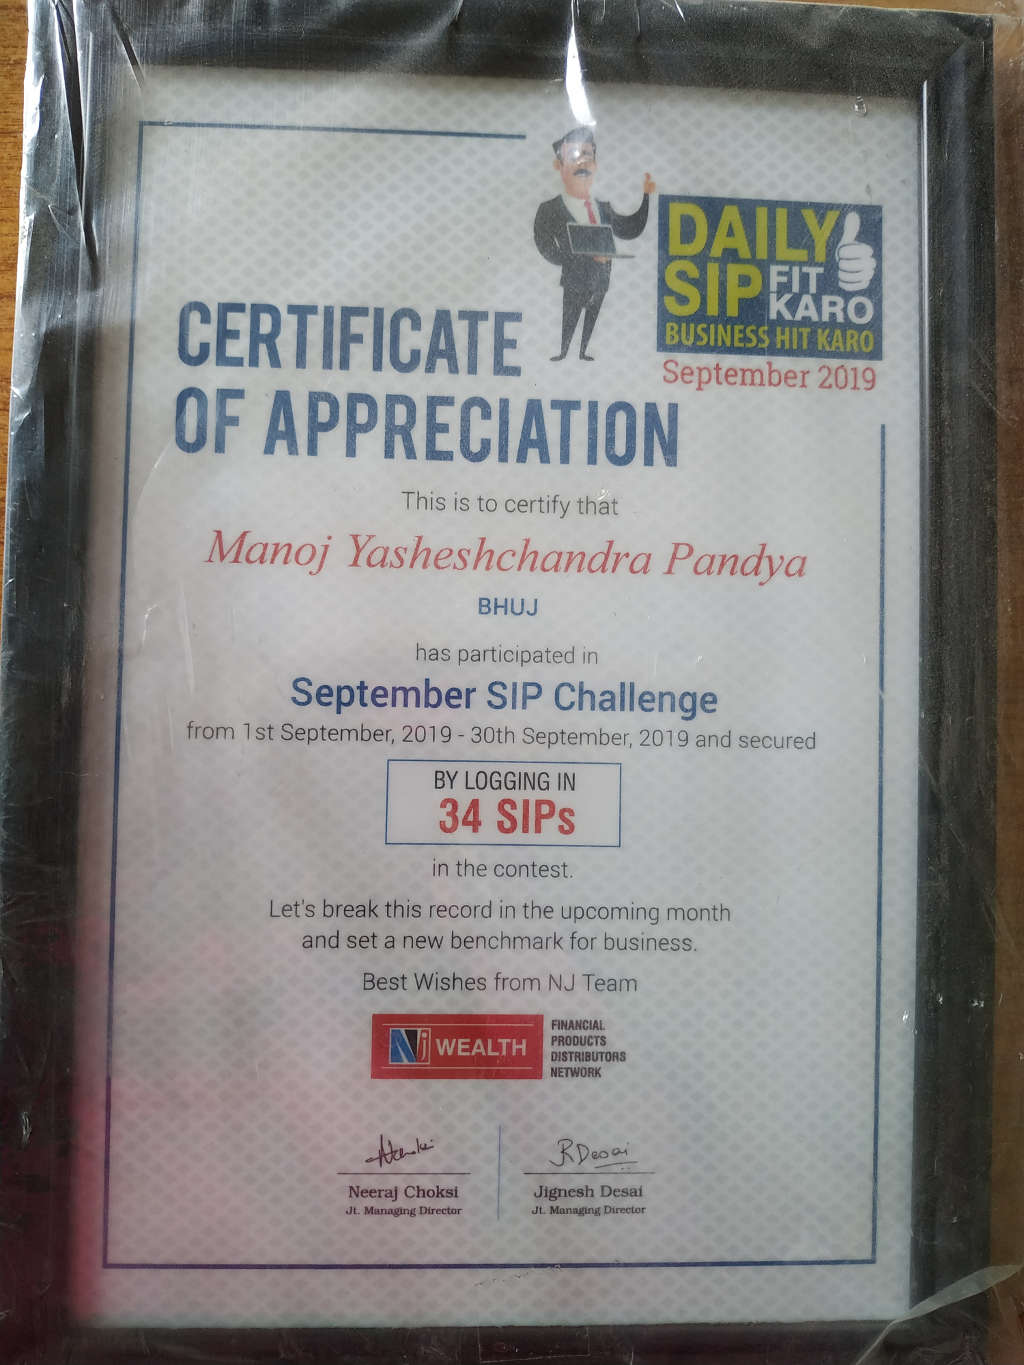 DAILY
SIP FIT
KARO
BUSINESS HIT KARO
September 2019
CERTIFICATE
OF APPRECIATION
This is to certify that
Manoj Yasheshchandra Pandya
BHUJ
has participated in
September SIP Challenge
from 1st September, 2019 - 30th September, 2019 and secured
BY LOGGING IN
34 SIPs
in the contest.
Let's break this record in the upcoming month
and set a new benchmark for business.
Best Wishes from NJ Team
NJ WEALTH
FINANCIAL
PRODUCTS
DISTRIBUTORS
NETWORK
Neeraj Choksi
Jt. Managing Director
JRDesai
Jignesh Desai
Jt. Managing Director